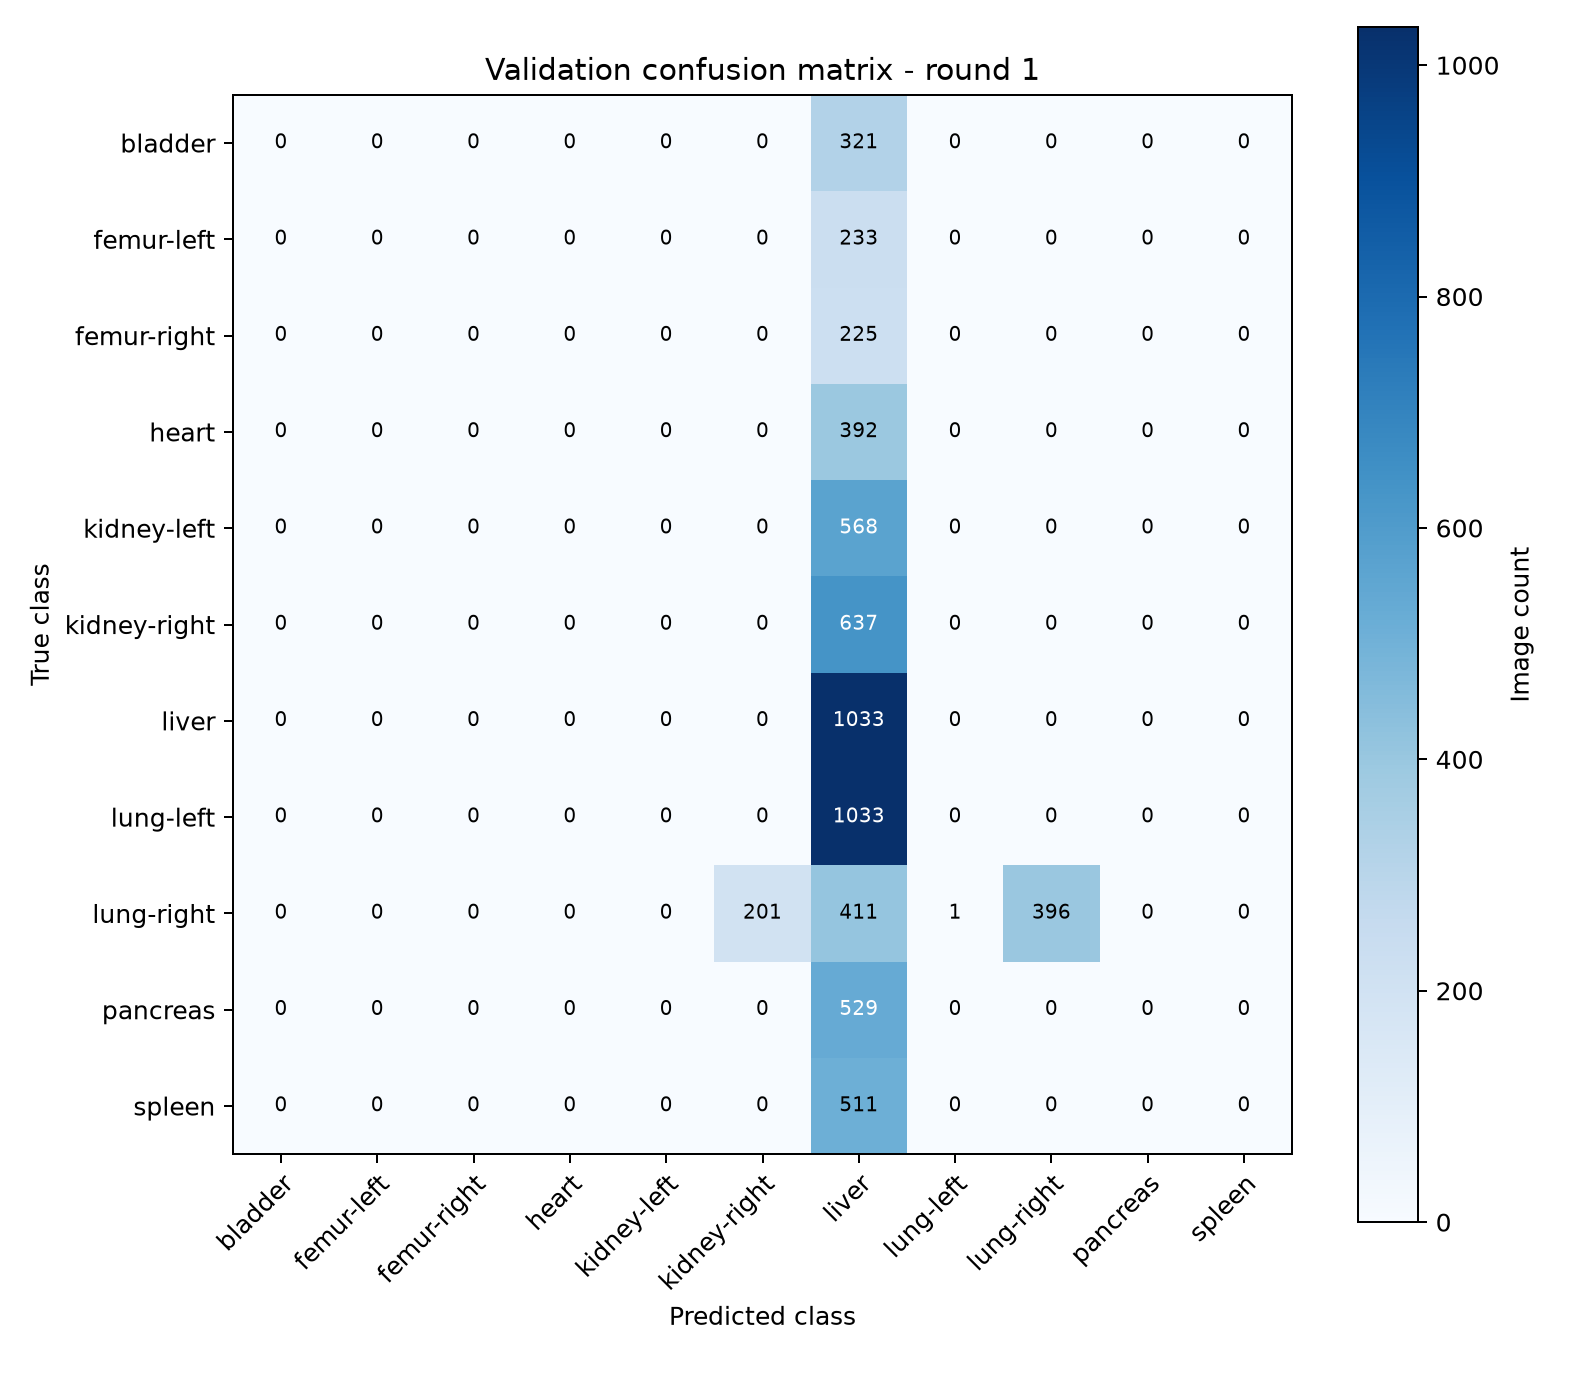 Validation confusion matrix - round 1
bladder 0 0 0 0 0 0 321 0 0 0 0
femur-left 0 0 0 0 0 0 233 0 0 0 0
femur-right 0 0 0 0 0 0 225 0 0 0 0
heart 0 0 0 0 0 0 392 0 0 0 0
kidney-left 0 0 0 0 0 0 568 0 0 0 0
kidney-right 0 0 0 0 0 0 637 0 0 0 0
liver 0 0 0 0 0 0 1033 0 0 0 0
lung-left 0 0 0 0 0 0 1033 0 0 0 0
lung-right 0 0 0 0 0 201 411 1 396 0 0
pancreas 0 0 0 0 0 0 529 0 0 0 0
spleen 0 0 0 0 0 0 511 0 0 0 0
True class
bladder femur-left femur-right heart kidney-left kidney-right liver lung-left lung-right pancreas spleen
Predicted class
1000
800
600
400
200
0
Image count